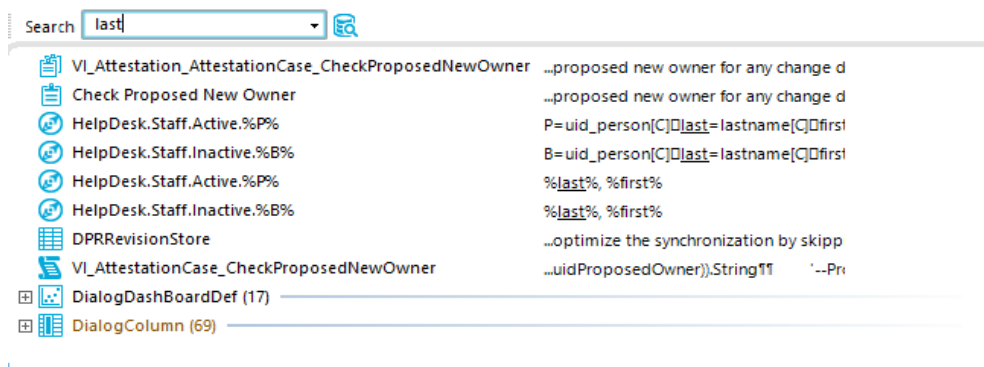 Search last
VI_Attestation_AttestationCase_CheckProposedNewOwner ...proposed new owner for any change d
Check Proposed New Owner ...proposed new owner for any change d
HelpDesk.Staff.Active.%P% P=uid_person[C]□last=lastname[C]□first
HelpDesk.Staff.Inactive.%B% B=uid_person[C]□last=lastname[C]□first
HelpDesk.Staff.Active.%P% %last%, %first%
HelpDesk.Staff.Inactive.%B% %last%, %first%
DPRRevisionStore ...optimize the synchronization by skipp
VI_AttestationCase_CheckProposedNewOwner ...uidProposedOwner)).String¶¶ '--Pro
DialogDashBoardDef (17)
DialogColumn (69)